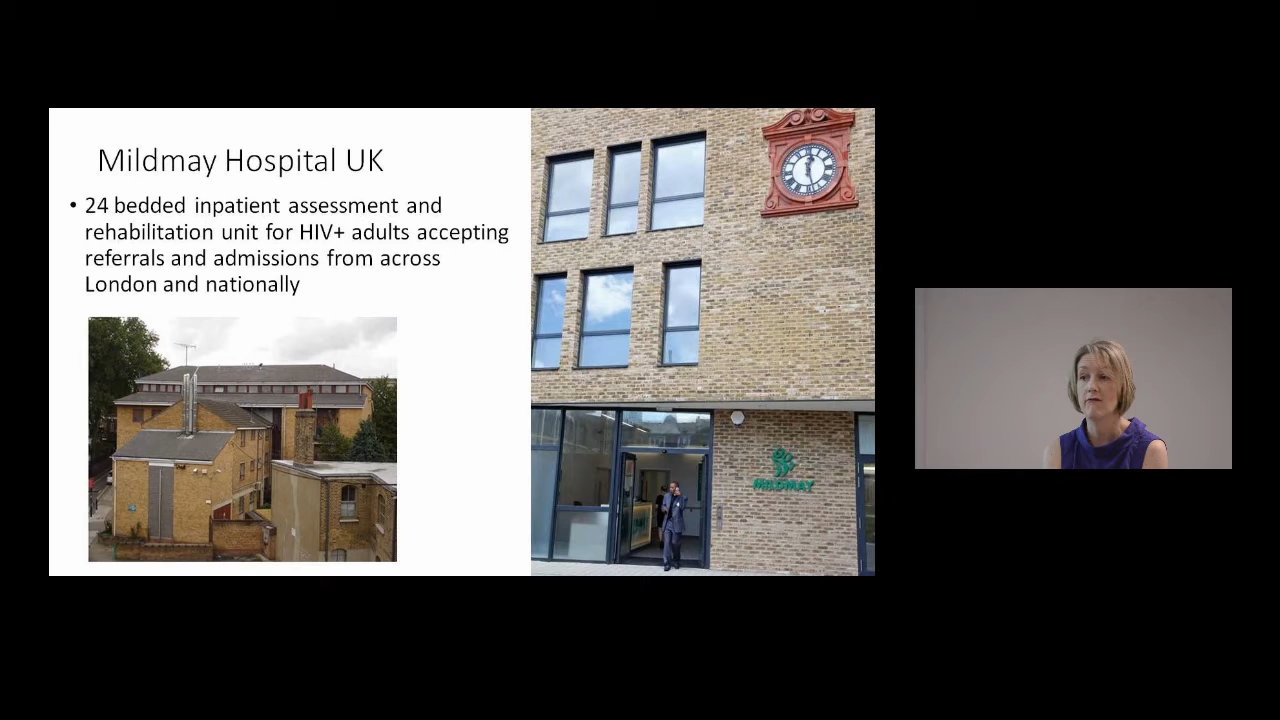 Mildmay Hospital UK
• 24 bedded inpatient assessment and
rehabilitation unit for HIV+ adults accepting
referrals and admissions from across
London and nationally
MILDMAY